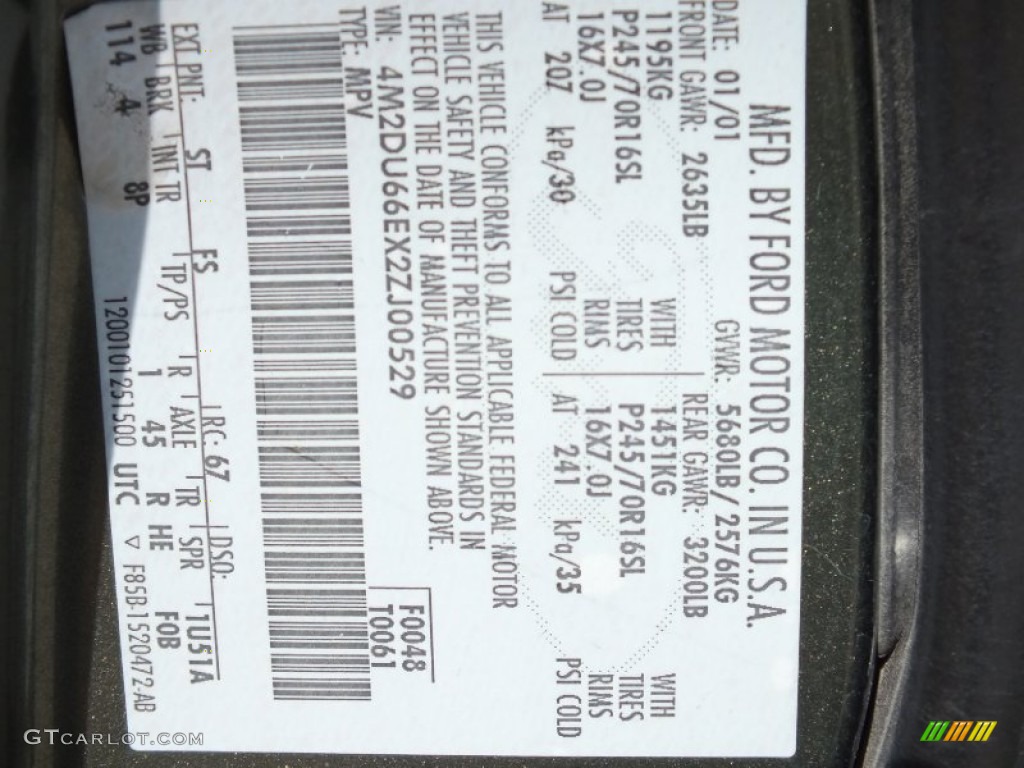 MFD. BY FORD MOTOR CO. IN U.S.A.
DATE: 01/01 GVWR: 5680LB/2576KG
FRONT GAWR: 2635LB REAR GAWR: 3200LB
1195KG WITH 1451KG WITH
P245/70R16SL TIRES P245/70R16SL TIRES
16X7.0J RIMS 16X7.0J RIMS
AT 207 kPa/30 PSI COLD AT 241 kPa/35 PSI COLD
THIS VEHICLE CONFORMS TO ALL APPLICABLE FEDERAL MOTOR
VEHICLE SAFETY AND THEFT PREVENTION STANDARDS IN
EFFECT ON THE DATE OF MANUFACTURE SHOWN ABOVE.
VIN: 4M2DU66EX2ZJ00529
TYPE: MPV
F0048
T0061
EXT PNT: ST FS RC: 67 DSO:
WB BRK INT TR TP/PS R AXLE TR SPR 1U51A
114 4 8P 1 45 R HE F0B
1200101251500 UTC ▽ F85B-1520472-AB
GTCARLOT.COM